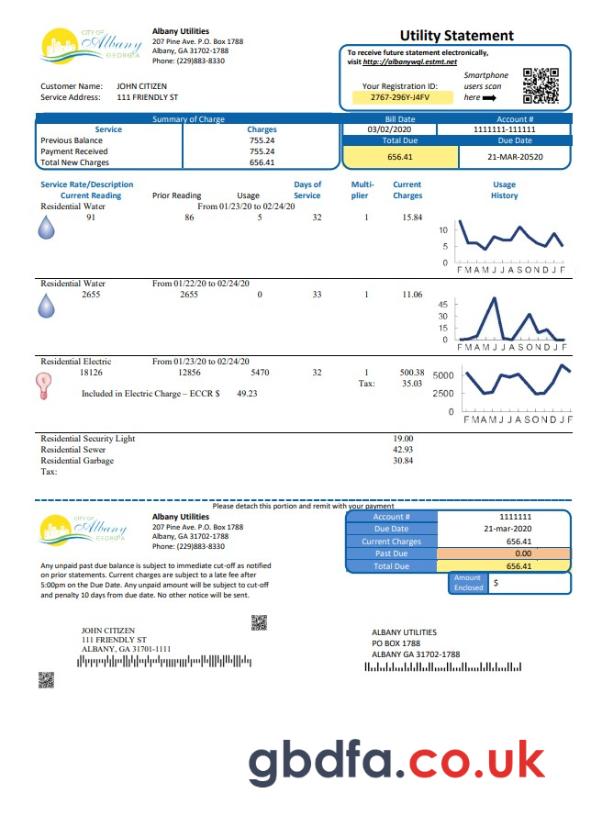 CITY OF
Albany
GEORGIA
Albany Utilities
207 Pine Ave. P.O. Box 1788
Albany, GA 31702-1788
Phone: (229)883-8330
Utility Statement
To receive future statement electronically,
visit http://albanywql.estmt.net
Your Registration ID:
2767-296Y-J4FV
Smartphone
users scan
here
Customer Name: JOHN CITIZEN
Service Address: 111 FRIENDLY ST
Summary of Charge
Service Charges
Previous Balance 755.24
Payment Received 755.24
Total New Charges 656.41
Bill Date Account #
03/02/2020 1111111-111111
Total Due Due Date
656.41 21-MAR-20520
Service Rate/Description Days of Multi- Current Usage
Current Reading Prior Reading Usage Service plier Charges History
Residential Water From 01/23/20 to 02/24/20
91 86 5 32 1 15.84
10
5
0
F M A M J J A S O N D J F
Residential Water From 01/22/20 to 02/24/20
2655 2655 0 33 1 11.06
45
30
15
0
F M A M J J A S O N D J F
Residential Electric From 01/23/20 to 02/24/20
18126 12856 5470 32 1 500.38
Tax: 35.03
Included in Electric Charge – ECCR $ 49.23
5000
2500
0
F M A M J J A S O N D J F
Residential Security Light 19.00
Residential Sewer 42.93
Residential Garbage 30.84
Tax:
Please detach this portion and remit with your payment
CITY OF
Albany
GEORGIA
Albany Utilities
207 Pine Ave. P.O. Box 1788
Albany, GA 31702-1788
Phone: (229)883-8330
Account # 1111111
Due Date 21-mar-2020
Current Charges 656.41
Past Due 0.00
Total Due 656.41
Amount
Enclosed $
Any unpaid past due balance is subject to immediate cut-off as notified
on prior statements. Current charges are subject to a late fee after
5:00pm on the Due Date. Any unpaid amount will be subject to cut-off
and penalty 10 days from due date. No other notice will be sent.
JOHN CITIZEN
111 FRIENDLY ST
ALBANY, GA 31701-1111
ALBANY UTILITIES
PO BOX 1788
ALBANY GA 31702-1788
gbdfa.co.uk